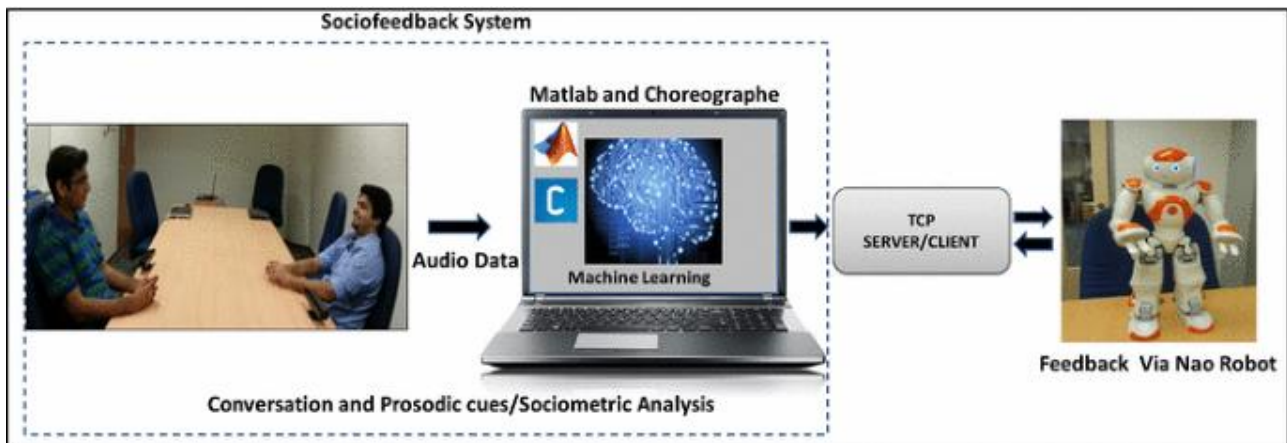 Sociofeedback System
Matlab and Choreographe
C
Audio Data
Machine Learning
TCP
SERVER/CLIENT
Feedback Via Nao Robot
Conversation and Prosodic cues/Sociometric Analysis